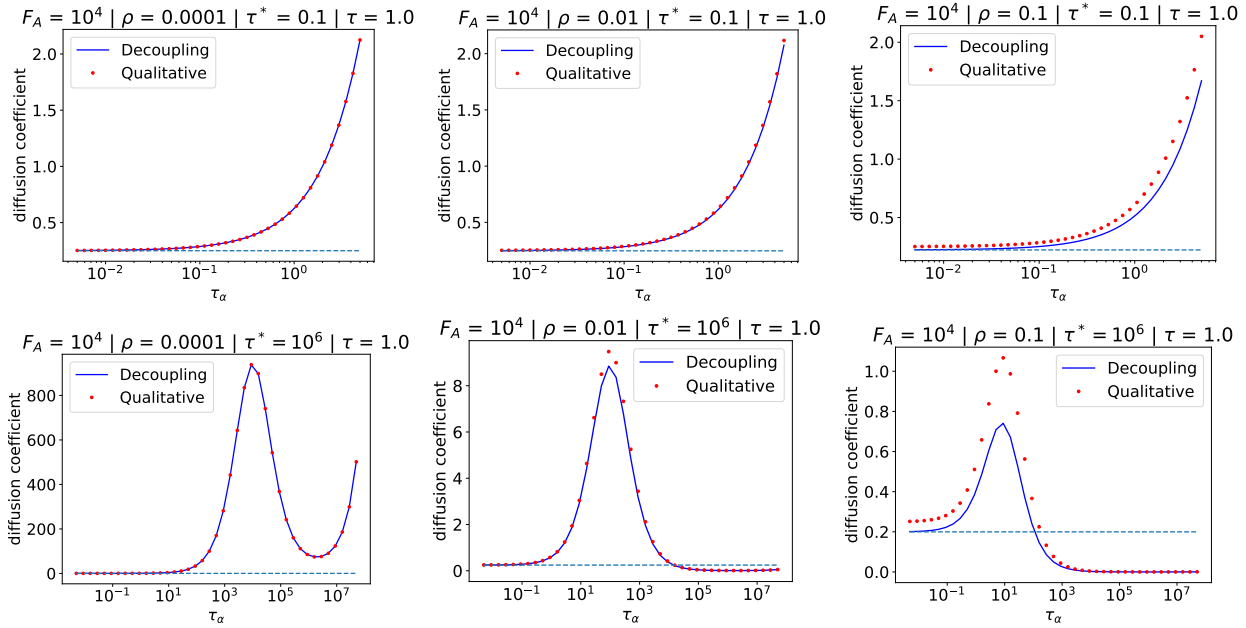 F_A = 10^4 | ρ = 0.0001 | τ* = 0.1 | τ = 1.0
Decoupling
Qualitative
diffusion coefficient
2.0
1.5
1.0
0.5
10^-2
10^-1
10^0
τ_α
F_A = 10^4 | ρ = 0.01 | τ* = 0.1 | τ = 1.0
Decoupling
Qualitative
diffusion coefficient
2.0
1.5
1.0
0.5
10^-2
10^-1
10^0
τ_α
F_A = 10^4 | ρ = 0.1 | τ* = 0.1 | τ = 1.0
Decoupling
Qualitative
diffusion coefficient
2.0
1.5
1.0
0.5
10^-2
10^-1
10^0
τ_α
F_A = 10^4 | ρ = 0.0001 | τ* = 10^6 | τ = 1.0
Decoupling
Qualitative
diffusion coefficient
800
600
400
200
0
10^-1
10^1
10^3
10^5
10^7
τ_α
F_A = 10^4 | ρ = 0.01 | τ* = 10^6 | τ = 1.0
Decoupling
Qualitative
diffusion coefficient
8
6
4
2
0
10^-1
10^1
10^3
10^5
10^7
τ_α
F_A = 10^4 | ρ = 0.1 | τ* = 10^6 | τ = 1.0
Decoupling
Qualitative
diffusion coefficient
1.0
0.8
0.6
0.4
0.2
0.0
10^-1
10^1
10^3
10^5
10^7
τ_α